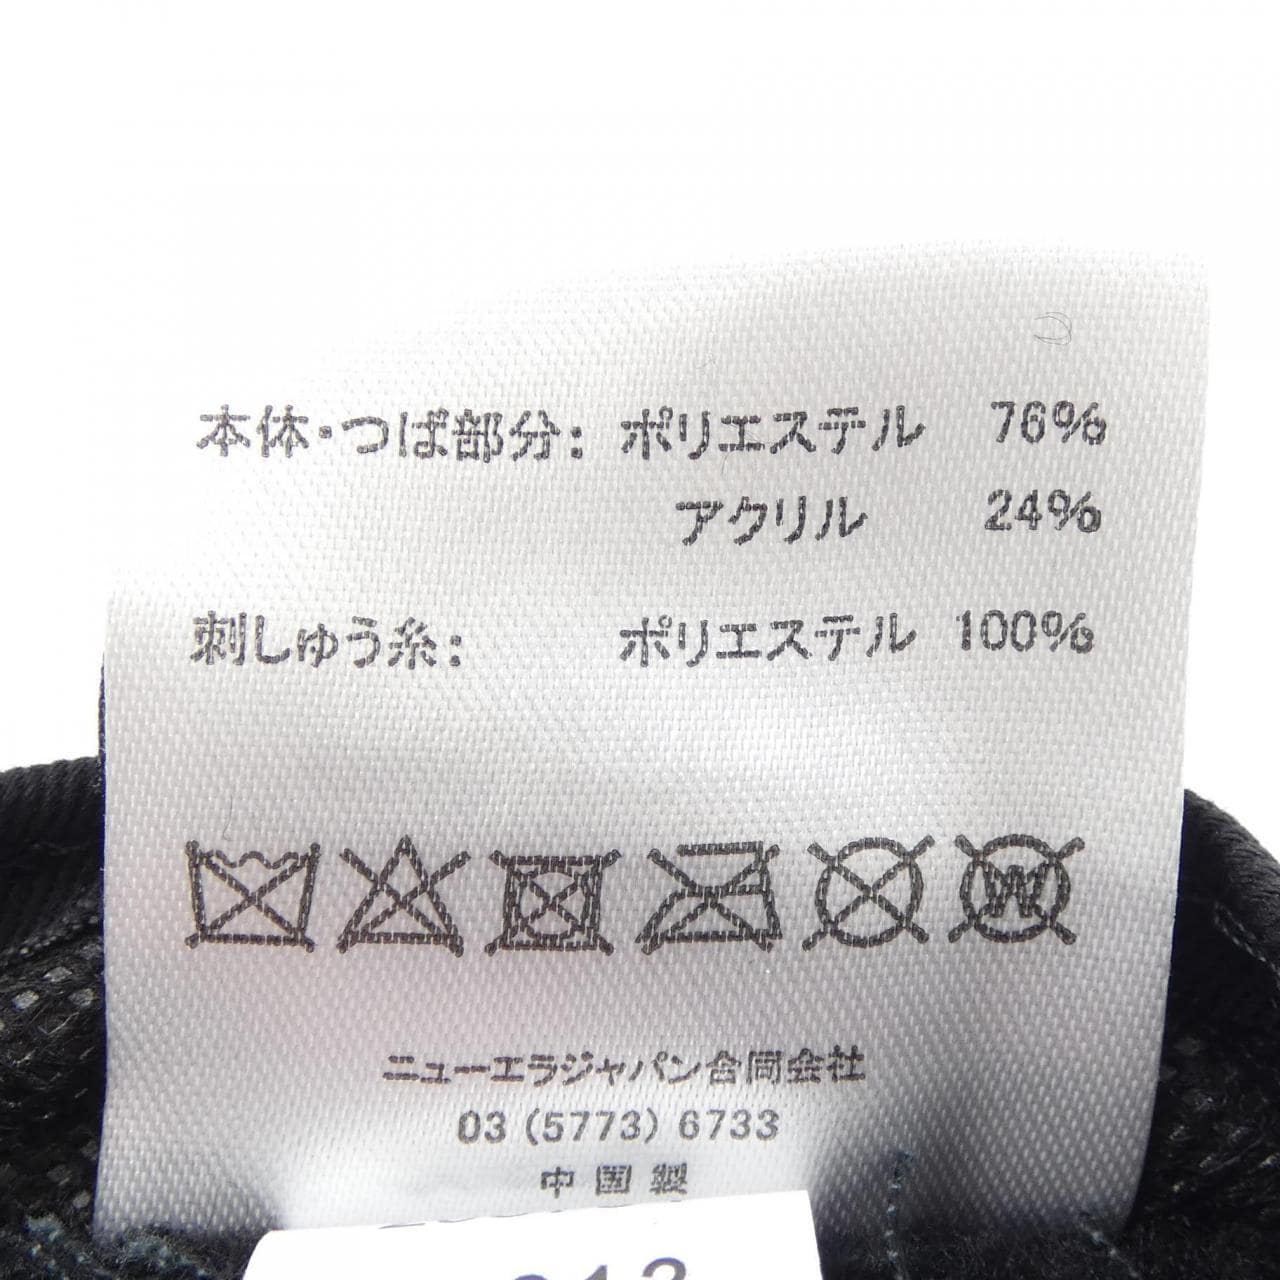 本体・つば部分: ポリエステル 76%
アクリル 24%
刺しゅう糸: ポリエステル 100%
W
ニューエラジャパン合同会社
03 (5773) 6733
中国製